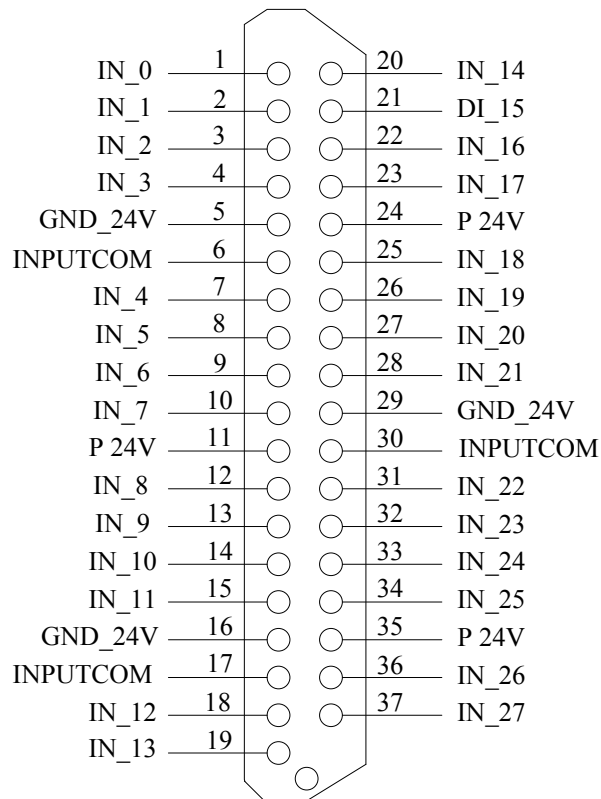 IN_0 1 20 IN_14
IN_1 2 21 DI_15
IN_2 3 22 IN_16
IN_3 4 23 IN_17
GND_24V 5 24 P 24V
INPUTCOM 6 25 IN_18
IN_4 7 26 IN_19
IN_5 8 27 IN_20
IN_6 9 28 IN_21
IN_7 10 29 GND_24V
P 24V 11 30 INPUTCOM
IN_8 12 31 IN_22
IN_9 13 32 IN_23
IN_10 14 33 IN_24
IN_11 15 34 IN_25
GND_24V 16 35 P 24V
INPUTCOM 17 36 IN_26
IN_12 18 37 IN_27
IN_13 19